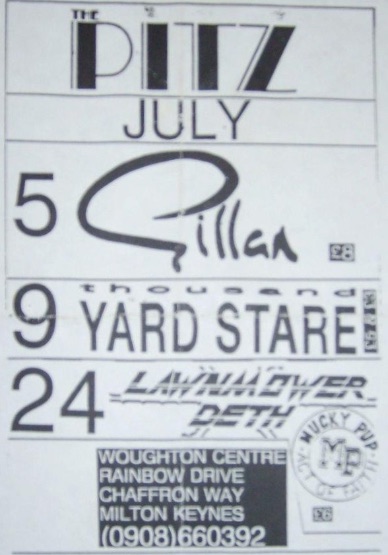 THE
PITZ
JULY
5 Gillan £8
9 thousand
YARD STARE
24 LAWNMOWER
DETH
MUCKY PUP
MP
ACT OF FAITH
£6
WOUGHTON CENTRE
RAINBOW DRIVE
CHAFFRON WAY
MILTON KEYNES
(0908)660392